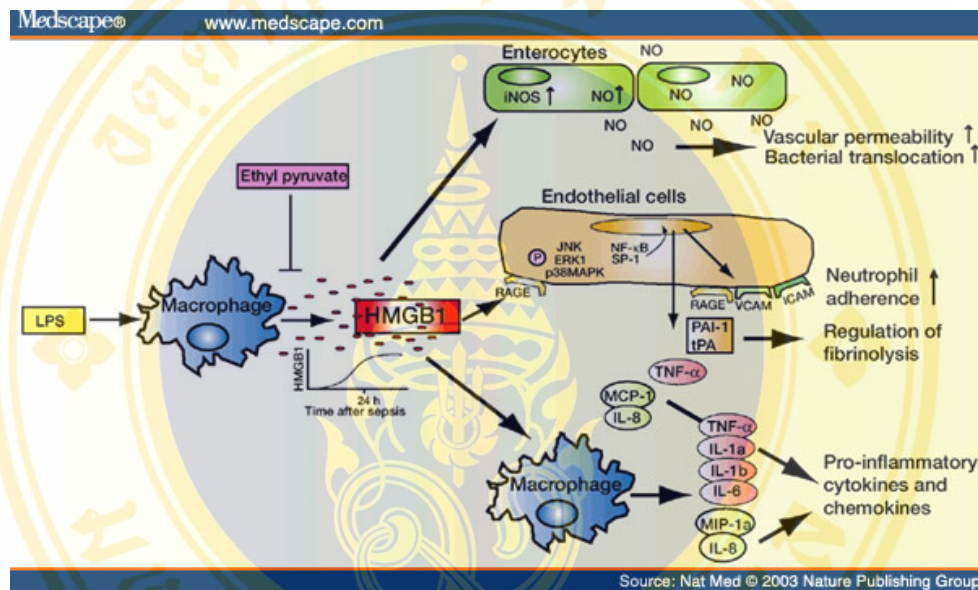 Medscape® www.medscape.com
Enterocytes
NO
iNOS ↑ NO↑
NO NO
NO NO NO
NO
Vascular permeability ↑
Bacterial translocation ↑
Ethyl pyruvate
Endothelial cells
P
JNK
ERK1
p38MAPK
NF-κB
SP-1
RAGE
RAGE VCAM ICAM
Neutrophil
adherence ↑
LPS
Macrophage
HMGB1
PAI-1
tPA
Regulation of
fibrinolysis
HMGB1
24 h
Time after sepsis
TNF-α
MCP-1
IL-8
TNF-α
IL-1a
IL-1b
IL-6
Macrophage
MIP-1a
IL-8
Pro-inflammatory
cytokines and
chemokines
Source: Nat Med © 2003 Nature Publishing Group